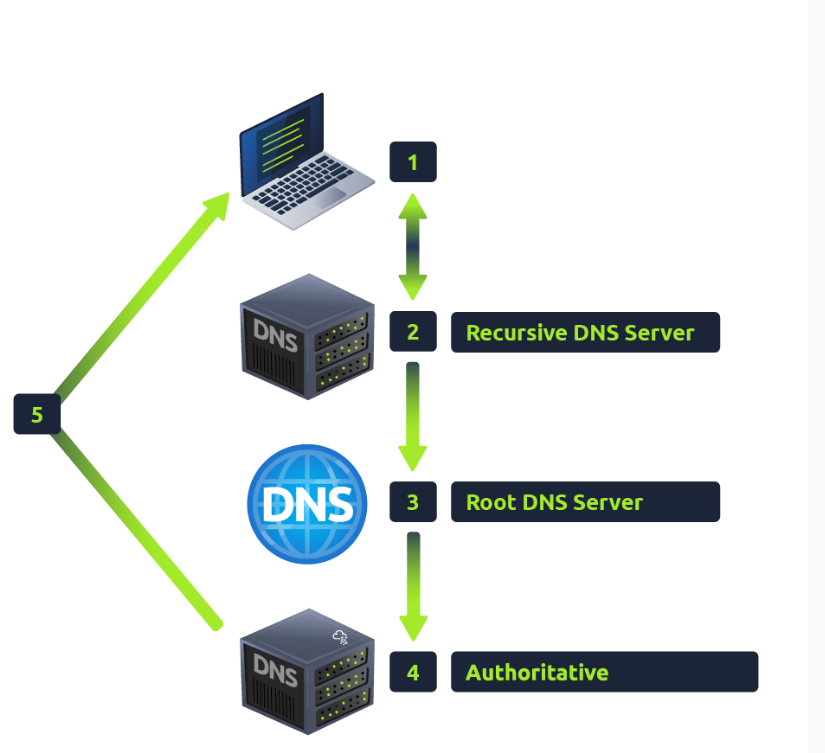 1
DNS
2
Recursive DNS Server
5
DNS
3
Root DNS Server
DNS
4
Authoritative